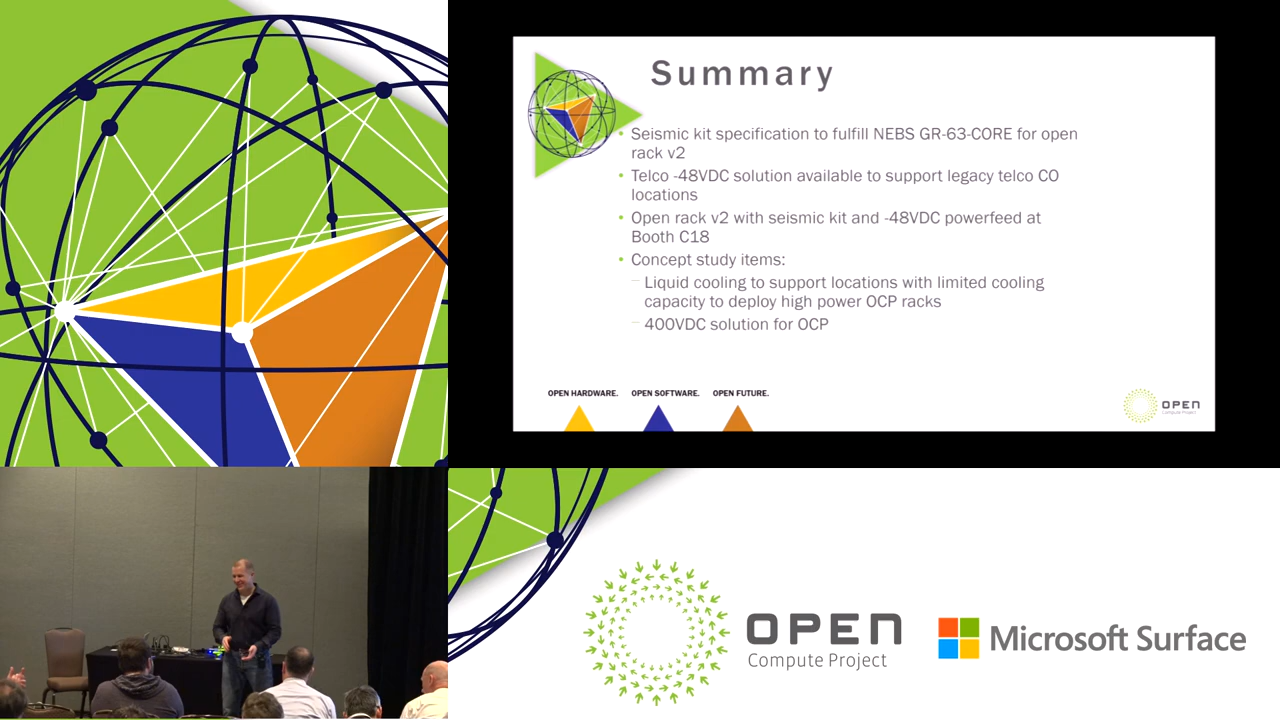 Summary
• Seismic kit specification to fulfill NEBS GR-63-CORE for open
rack v2
• Telco -48VDC solution available to support legacy telco CO
locations
• Open rack v2 with seismic kit and -48VDC powerfeed at
Booth C18
• Concept study items:
– Liquid cooling to support locations with limited cooling
capacity to deploy high power OCP racks
– 400VDC solution for OCP
OPEN HARDWARE. OPEN SOFTWARE. OPEN FUTURE.
OPEN
Compute Project
OPEN
Compute Project
Microsoft Surface